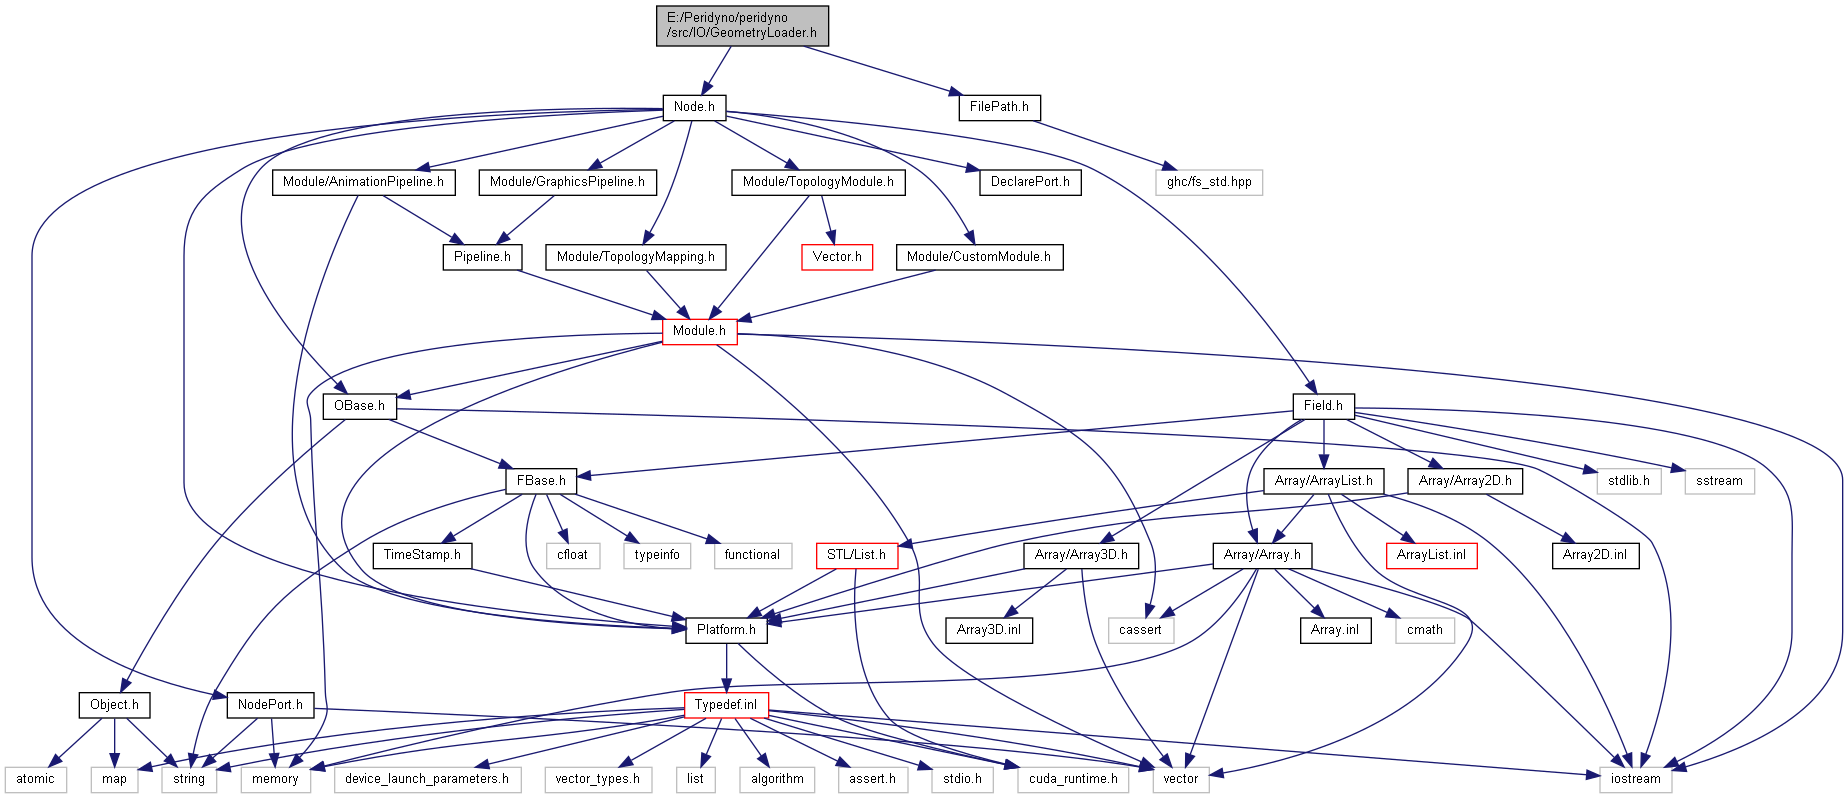 E:/Peridyno/peridyno
/src/IO/GeometryLoader.h
Node.h
FilePath.h
Module/AnimationPipeline.h
Module/GraphicsPipeline.h
Module/TopologyModule.h
DeclarePort.h
ghc/fs_std.hpp
Pipeline.h
Module/TopologyMapping.h
Vector.h
Module/CustomModule.h
Module.h
OBase.h
Field.h
FBase.h
Array/ArrayList.h
Array/Array2D.h
stdlib.h
sstream
TimeStamp.h
cfloat
typeinfo
functional
STL/List.h
Array/Array3D.h
Array/Array.h
ArrayList.inl
Array2D.inl
Platform.h
Array3D.inl
cassert
Array.inl
cmath
Object.h
NodePort.h
Typedef.inl
atomic
map
string
memory
device_launch_parameters.h
vector_types.h
list
algorithm
assert.h
stdio.h
cuda_runtime.h
vector
iostream